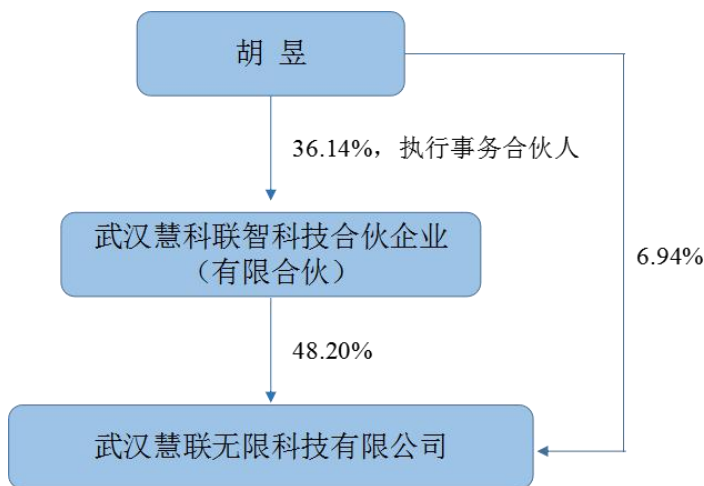 胡 昱
36.14%，执行事务合伙人
武汉慧科联智科技合伙企业
（有限合伙）
6.94%
48.20%
武汉慧联无限科技有限公司